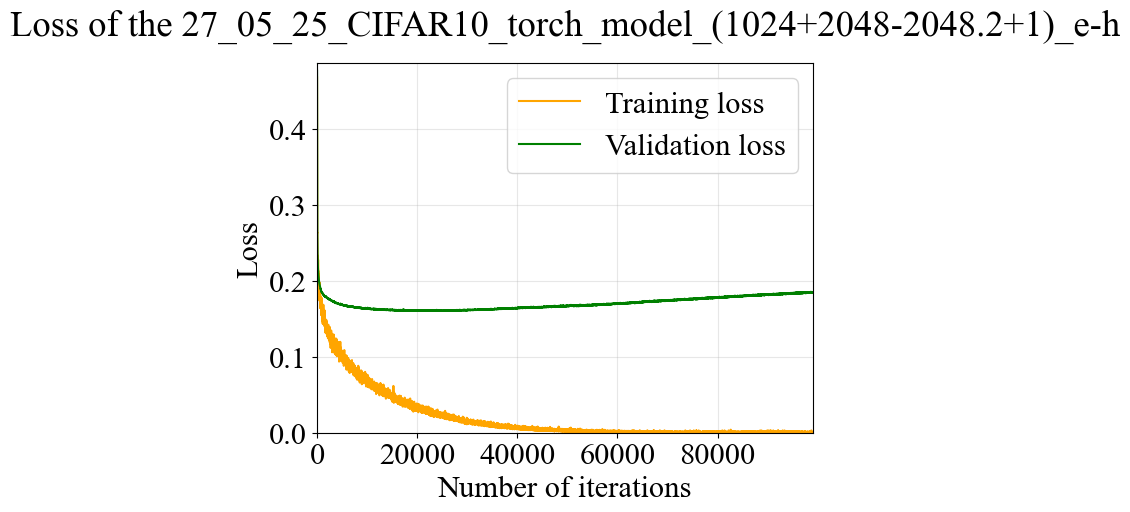 Loss of the 27_05_25_CIFAR10_torch_model_(1024+2048-2048.2+1)_e-h
Training loss
Validation loss
0.4
0.3
0.2
0.1
0.0
Loss
0 20000 40000 60000 80000
Number of iterations